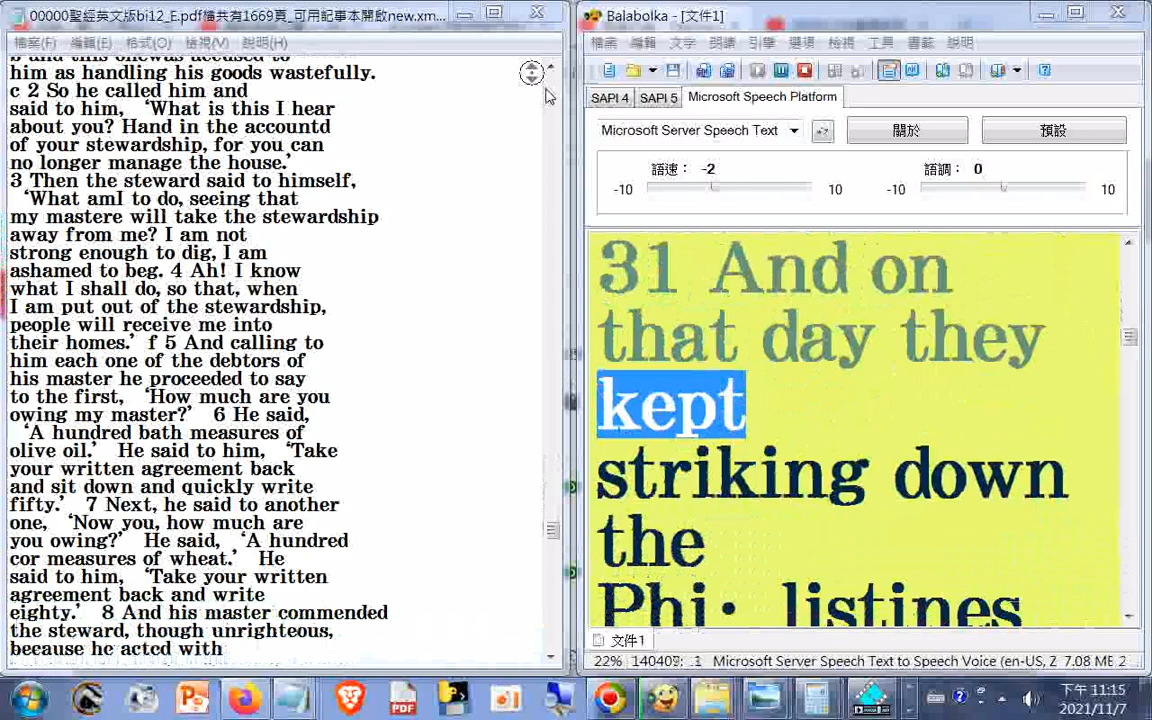 00000聖經英文版bi12_E.pdf檔共有1669頁_可用記事本開啟new.xm...
檔案(F) 編輯(E) 格式(O) 檢視(V) 說明(H)
him as handling his goods wastefully.
c 2 So he called him and
said to him, ‘What is this I hear
about you? Hand in the accountd
of your stewardship, for you can
no longer manage the house.’
3 Then the steward said to himself,
‘What amI to do, seeing that
my mastere will take the stewardship
away from me? I am not
strong enough to dig, I am
ashamed to beg. 4 Ah! I know
what I shall do, so that, when
I am put out of the stewardship,
people will receive me into
their homes.’ f 5 And calling to
him each one of the debtors of
his master he proceeded to say
to the first, ‘How much are you
owing my master?’ 6 He said,
‘A hundred bath measures of
olive oil.’ He said to him, ‘Take
your written agreement back
and sit down and quickly write
fifty.’ 7 Next, he said to another
one, ‘Now you, how much are
you owing?’ He said, ‘A hundred
cor measures of wheat.’ He
said to him, ‘Take your written
agreement back and write
eighty.’ 8 And his master commended
the steward, though unrighteous,
because he acted with
Balabolka - [文件1]
檔案 編輯 文字 朗讀 引擎 選項 檢視 工具 書籤 說明
SAPI 4 SAPI 5 Microsoft Speech Platform
Microsoft Server Speech Text 關於 預設
語速： -2 語調： 0
-10 10 -10 10
31 And on
that day they
kept
striking down
the
Phi· listines
文件1
22% Microsoft Server Speech Text to Speech Voice (en-US, Z 7.08 MB 2
PDF
下午 11:15
2021/11/7